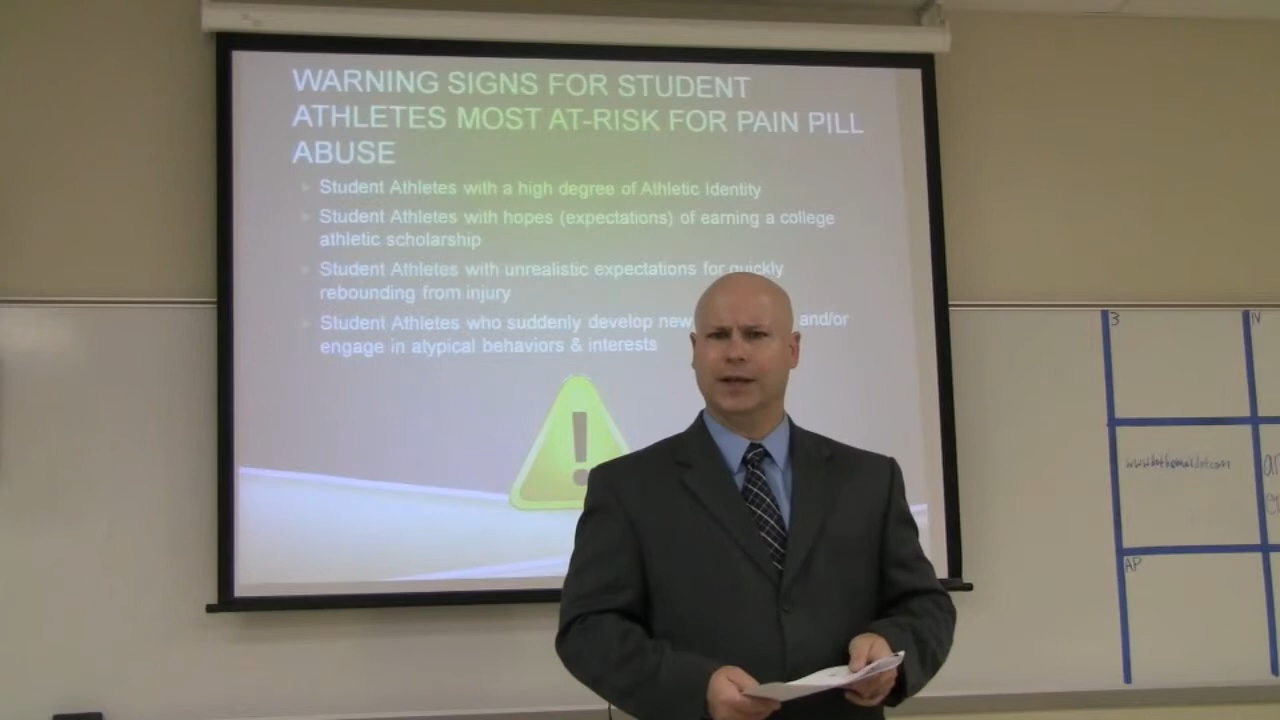 WARNING SIGNS FOR STUDENT
ATHLETES MOST AT-RISK FOR PAIN PILL
ABUSE
Student Athletes with a high degree of Athletic Identity
Student Athletes with hopes (expectations) of earning a college
athletic scholarship
Student Athletes with unrealistic expectations for quickly
rebounding from injury
Student Athletes who suddenly develop new and/or
engage in atypical behaviors & interests
!
3
IV
AP